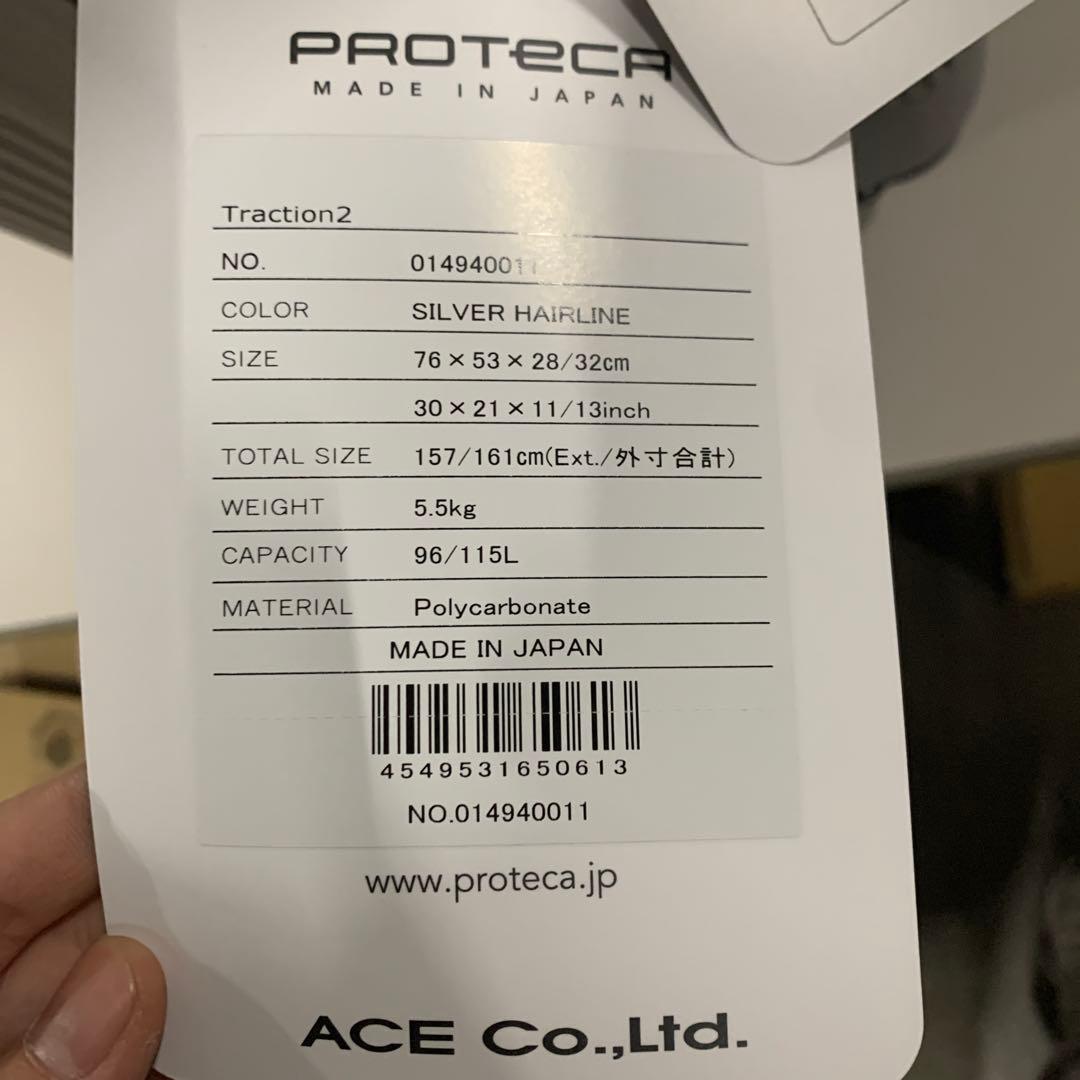 PROTeCA
MADE IN JAPAN
Traction2
NO. 014940011
COLOR SILVER HAIRLINE
SIZE 76×53×28/32cm
30×21×11/13inch
TOTAL SIZE 157/161cm(Ext./外寸合計)
WEIGHT 5.5kg
CAPACITY 96/115L
MATERIAL Polycarbonate
MADE IN JAPAN
4549531650613
NO.014940011
www.proteca.jp
ACE Co.,Ltd.